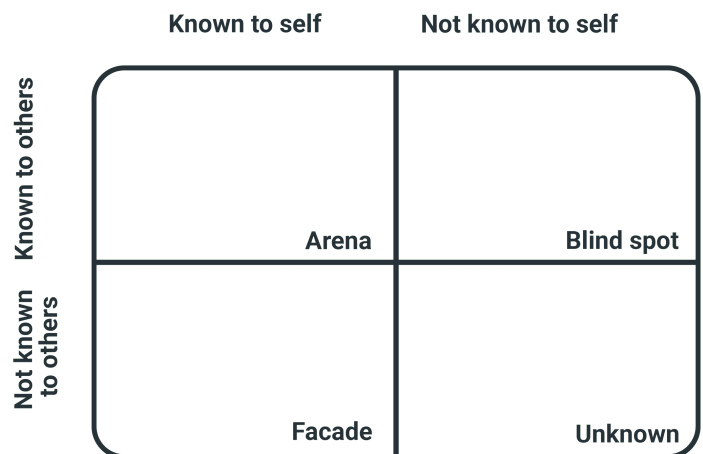 Known to self
Not known to self
Known to others
Arena
Blind spot
Not known
to others
Facade
Unknown